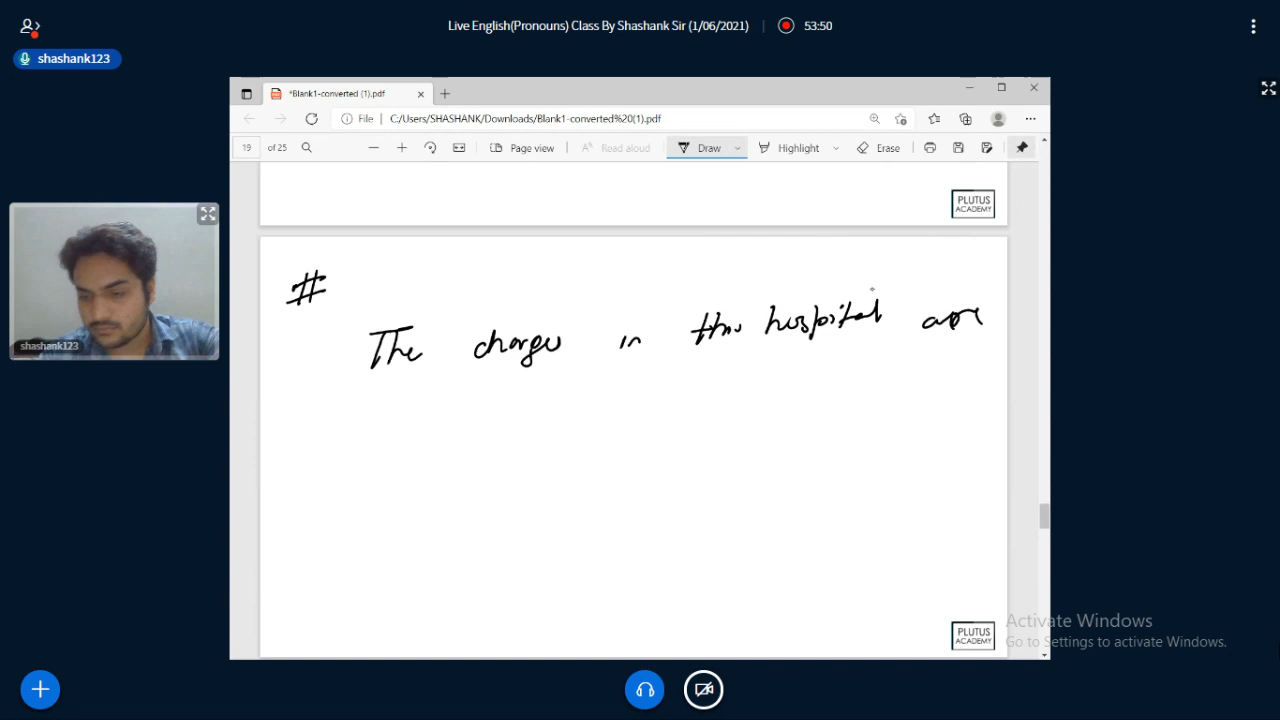 Live English(Pronouns) Class By Shashank Sir (1/06/2021)
53:50
shashank123
*Blank1-converted (1).pdf
File
C:/Users/SHASHANK/Downloads/Blank1-converted%20(1).pdf
19 of 25
Page view
Read aloud
Draw
Highlight
Erase
PLUTUS
ACADEMY
#
The charges in this hospital are
shashank123
PLUTUS
ACADEMY
Activate Windows
Go to Settings to activate Windows.